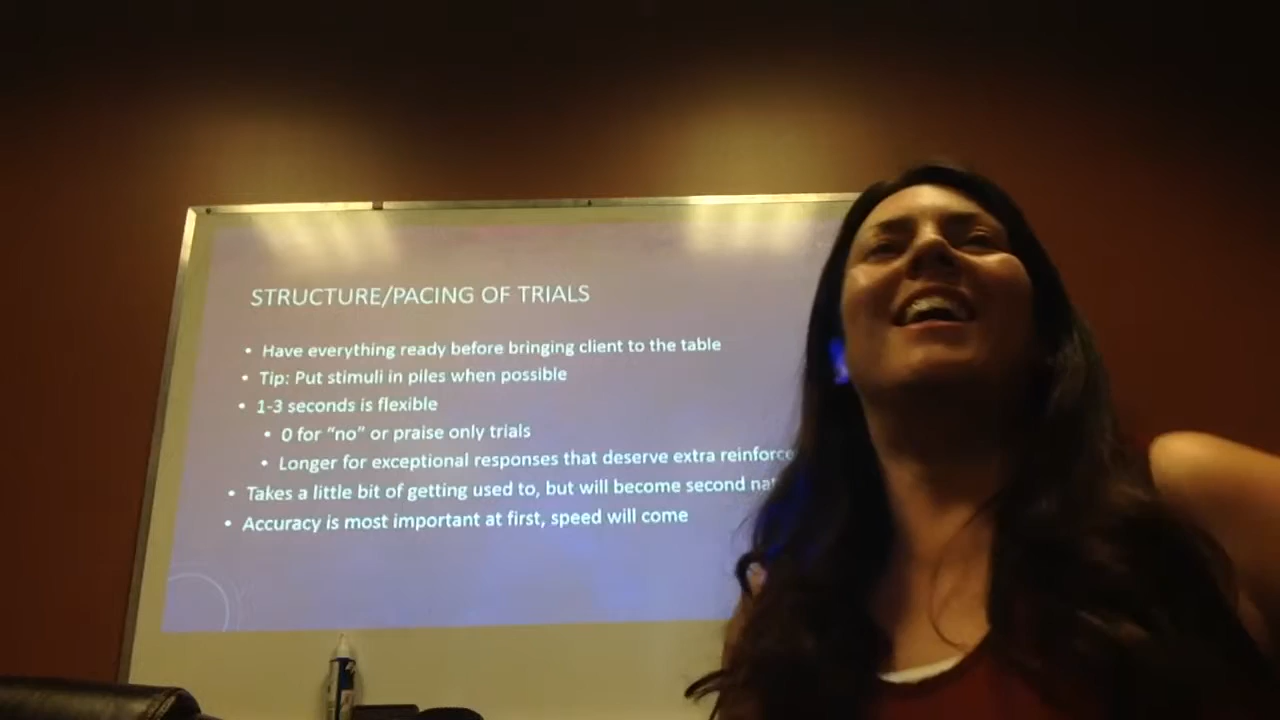 STRUCTURE/PACING OF TRIALS
• Have everything ready before bringing client to the table
• Tip: Put stimuli in piles when possible
• 1-3 seconds is flexible
• 0 for “no” or praise only trials
• Longer for exceptional responses that deserve extra
• Takes a little bit of getting used to, but will become second
• Accuracy is most important at first, speed will come